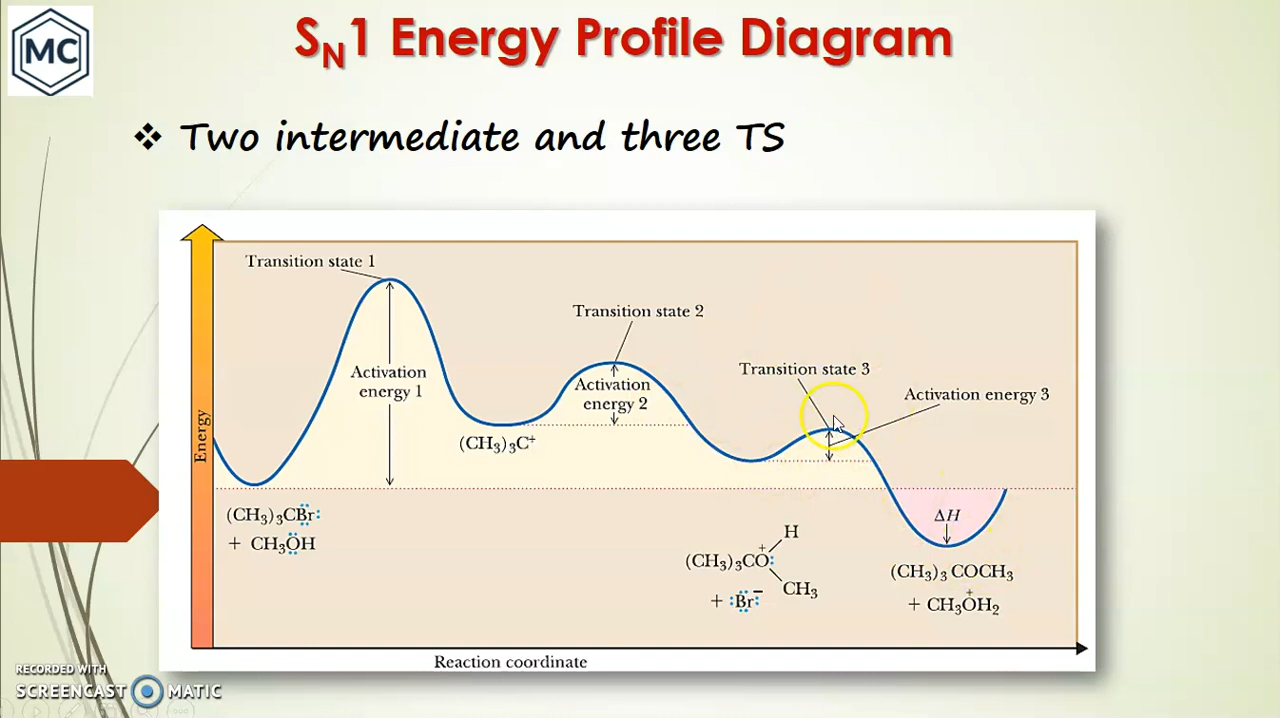 MC
SN1 Energy Profile Diagram
❖ Two intermediate and three TS
Transition state 1
Transition state 2
Transition state 3
Activation energy 3
Activation
energy 1
Activation
energy 2
Energy
(CH₃)₃C⁺
(CH₃)₃CBr
+ CH₃OH
H
(CH₃)₃CO⁺
CH₃
+ Br⁻
ΔH
(CH₃)₃ COCH₃
+ CH₃O⁺H₂
Reaction coordinate
RECORDED WITH
SCREENCAST MATIC